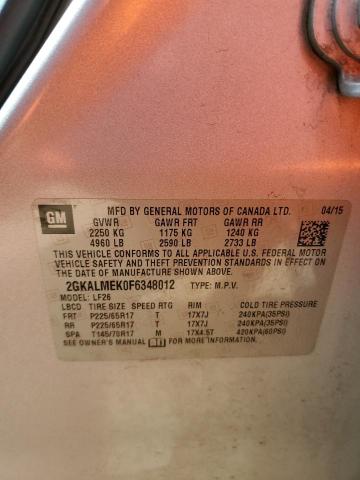 GM
MFD BY GENERAL MOTORS OF CANADA LTD. 04/15
GVWR GAWR FRT GAWR RR
2250 KG 1175 KG 1240 KG
4960 LB 2590 LB 2733 LB
THIS VEHICLE CONFORMS TO ALL APPLICABLE U.S. FEDERAL MOTOR
VEHICLE SAFETY AND THEFT PREVENTION STANDARDS IN EFFECT ON
THE DATE OF MANUFACTURE SHOWN ABOVE.
2GKALMEK0F6348012 TYPE: M.P.V.
MODEL: LF26
LBCD TIRE SIZE SPEED RTG RIM COLD TIRE PRESSURE
FRT P225/65R17 T 17X7J 240KPA(35PSI)
RR P225/65R17 T 17X7J 240KPA(35PSI)
SPA T145/70R17 M 17X4.5T 420KPA(60PSI)
SEE OWNER'S MANUAL FOR MORE INFORMATION.